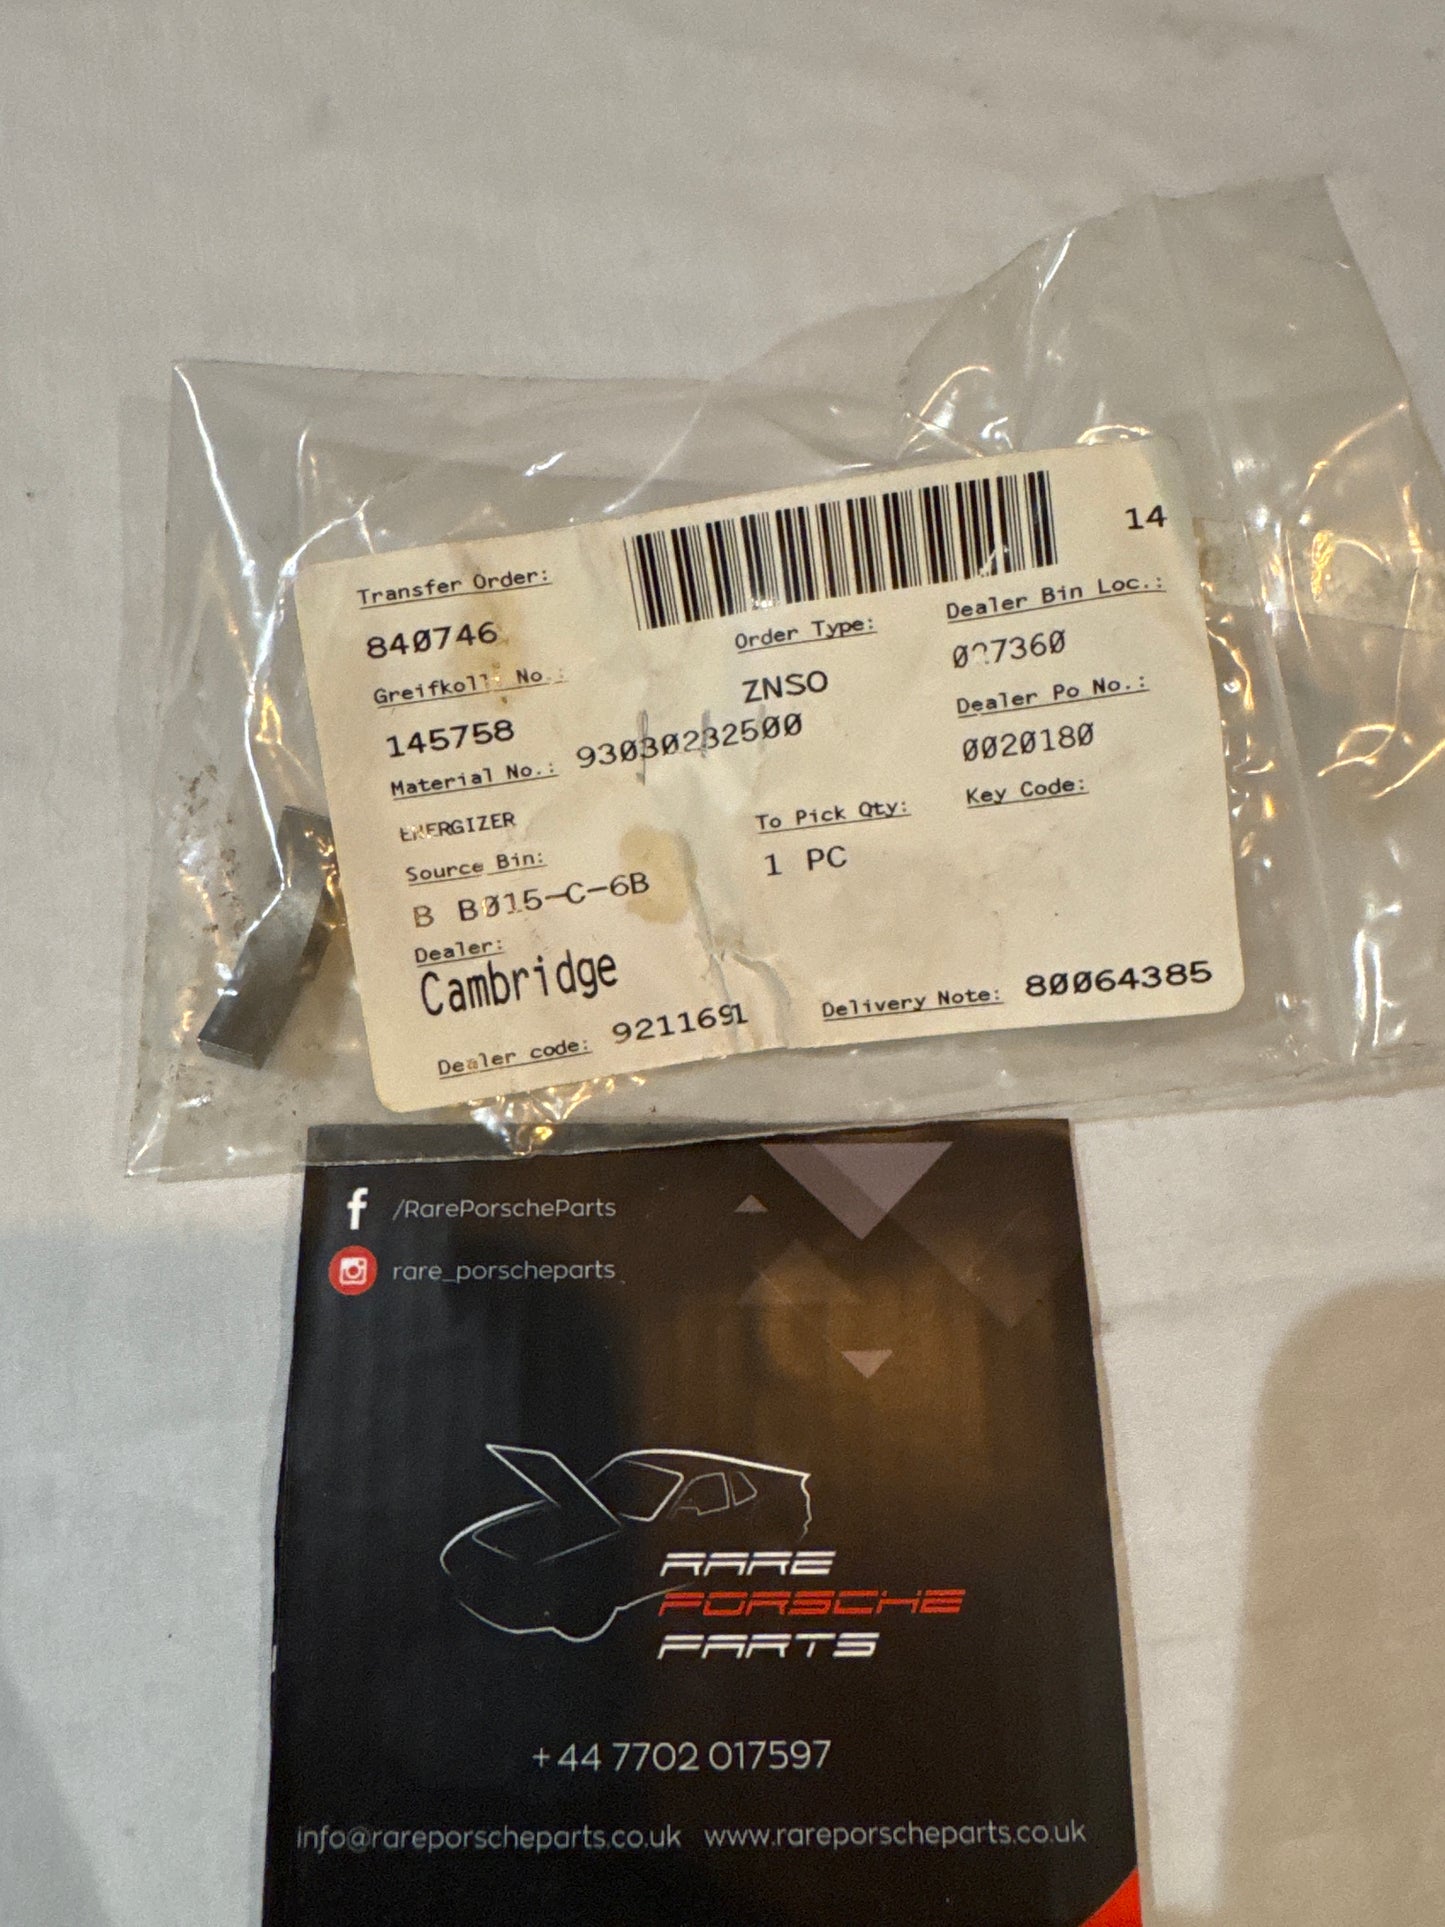 14
Transfer Order:
840746
Order Type:
Dealer Bin Loc.:
ZNSO
027360
Greifkolli No.:
145758
Dealer Po No.:
0020180
Material No.: 93030232500
ENERGIZER
To Pick Qty:
Key Code:
1 PC
Source Bin:
B B015-C-6B
Dealer:
Cambridge
Dealer code: 9211691
Delivery Note: 80064385
/RarePorscheParts
rare_porscheparts
RARE
PORSCHE
PARTS
+44 7702 017597
info@rareporscheparts.co.uk www.rareporscheparts.co.uk